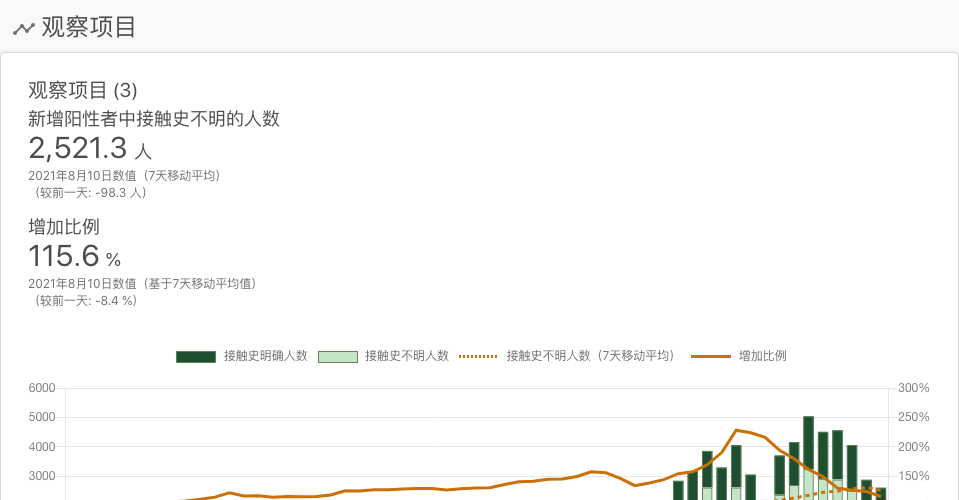 观察项目
观察项目 (3)
新增阳性者中接触史不明的人数
2,521.3 人
2021年8月10日数值（7天移动平均）
（较前一天: -98.3 人）
增加比例
115.6 %
2021年8月10日数值（基于7天移动平均值）
（较前一天: -8.4 %）
接触史明确人数 接触史不明人数 接触史不明人数（7天移动平均） 增加比例
6000 300%
5000 250%
4000 200%
3000 150%